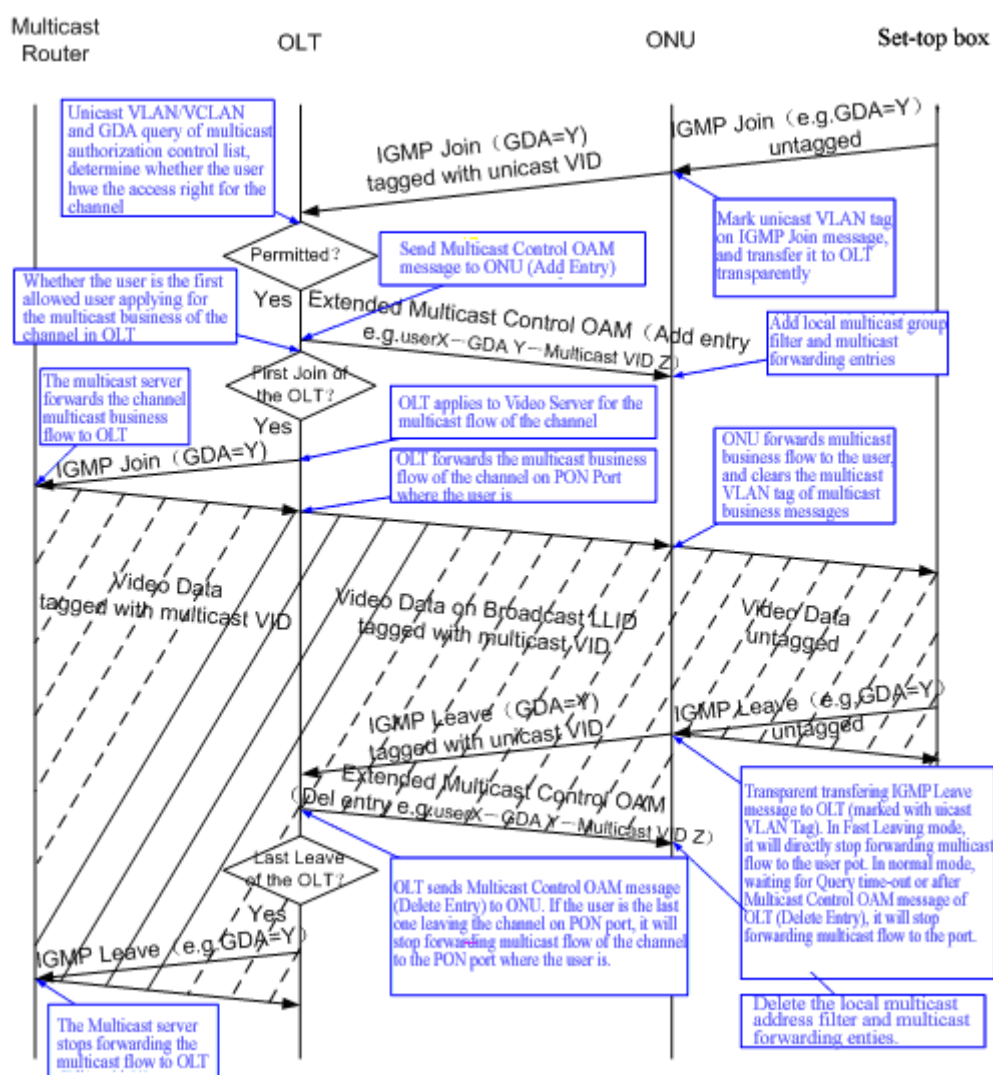 Multicast
Router
OLT
ONU
Set-top box
Unicast VLAN/VCLAN
and GDA query of multicast
authorization control list,
determine whether the user
hwe the access right for the
channel
IGMP Join（GDA=Y)
tagged with unicast VID
IGMP Join（e.g.GDA=Y)
untagged
Mark unicast VLAN tag
on IGMP Join message,
and transfer it to OLT
transparently
Permitted?
Send Multicast Control OAM
message to ONU (Add Entry)
Whether the user is the first
allowed user applying for
the multicast business of the
channel in OLT
Yes
Extended Multicast Control OAM（Add entry
e.g.userX－GDA Y－Multicast VID Z)
Add local multicast group
filter and multicast
forwarding entries
First Join of
the OLT?
The multicast server
forwards the channel
multicast business
flow to OLT
Yes
OLT applies to Video Server for the
multicast flow of the channel
IGMP Join（GDA=Y)
OLT forwards the multicast business
flow of the channel on PON Port
where the user is
ONU forwards multicast
business flow to the user,
and clears the multicast
VLAN tag of multicast
business messages
Video Data
tagged with multicast VID
Video Data on Broadcast LLID
tagged with multicast VID
Video Data
untagged
IGMP Leave（GDA=Y)
tagged with unicast VID
IGMP Leave（e.g.GDA=Y)
untagged
Extended Multicast Control OAM
（Del entry e.g.userX－GDA Y－Multicast VID Z)
Transparent transfering IGMP Leave
message to OLT (marked with uicast
VLAN Tag). In Fast Leaving mode,
it will directly stop forwarding multicast
flow to the user pot. In normal mode,
waiting for Query time-out or after
Multicast Control OAM message of
OLT (Delete Entry), it will stop
forwarding multicast flow to the port.
Last Leave
of the OLT?
OLT sends Multicast Control OAM message
(Delete Entry) to ONU. If the user is the last
one leaving the channel on PON port, it will
stop forwarding multicast flow of the channel
to the PON port where the user is.
Yes
IGMP Leave（e.g.GDA=Y)
Delete the local multicast
address filter and multicast
forwarding enties.
The Multicast server
stops forwarding the
multicast flow to OLT